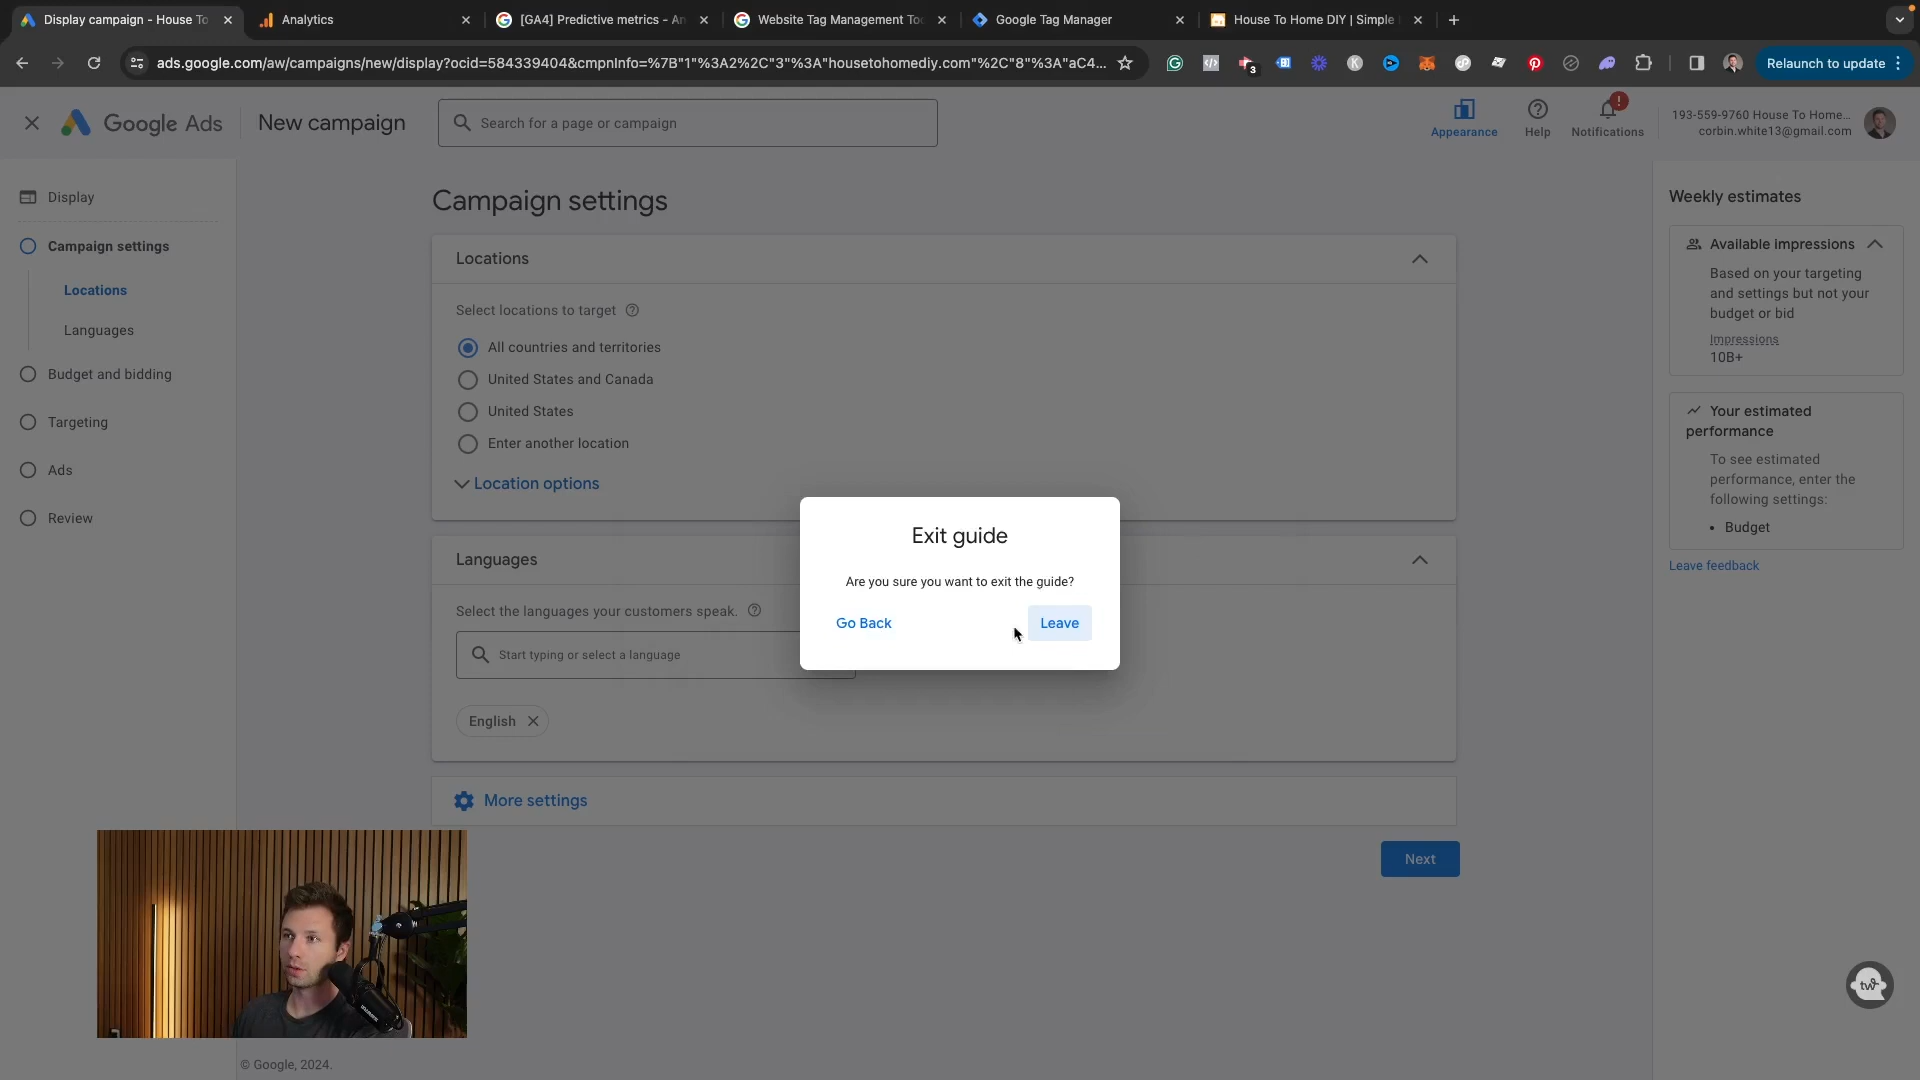 Display campaign - House To
Analytics
[GA4] Predictive metrics - An
Website Tag Management Too
Google Tag Manager
House To Home DIY | Simple
ads.google.com/aw/campaigns/new/display?ocid=584339404&cmpnInfo=%7B"1"%3A2%2C"3"%3A"housetohomediy.com"%2C"8"%3A"aC4...
3
Relaunch to update
Google Ads
New campaign
Search for a page or campaign
Appearance
Help
Notifications
!
193-559-9760 House To Home...
corbin.white13@gmail.com
Display
Campaign settings
Locations
Languages
Budget and bidding
Targeting
Ads
Review
Campaign settings
Locations
Select locations to target
All countries and territories
United States and Canada
United States
Enter another location
Location options
Languages
Select the languages your customers speak.
Start typing or select a language
English
More settings
Next
Exit guide
Are you sure you want to exit the guide?
Go Back
Leave
Weekly estimates
Available impressions
Based on your targeting
and settings but not your
budget or bid
Impressions
10B+
Your estimated
performance
To see estimated
performance, enter the
following settings:
• Budget
Leave feedback
tw
© Google, 2024.